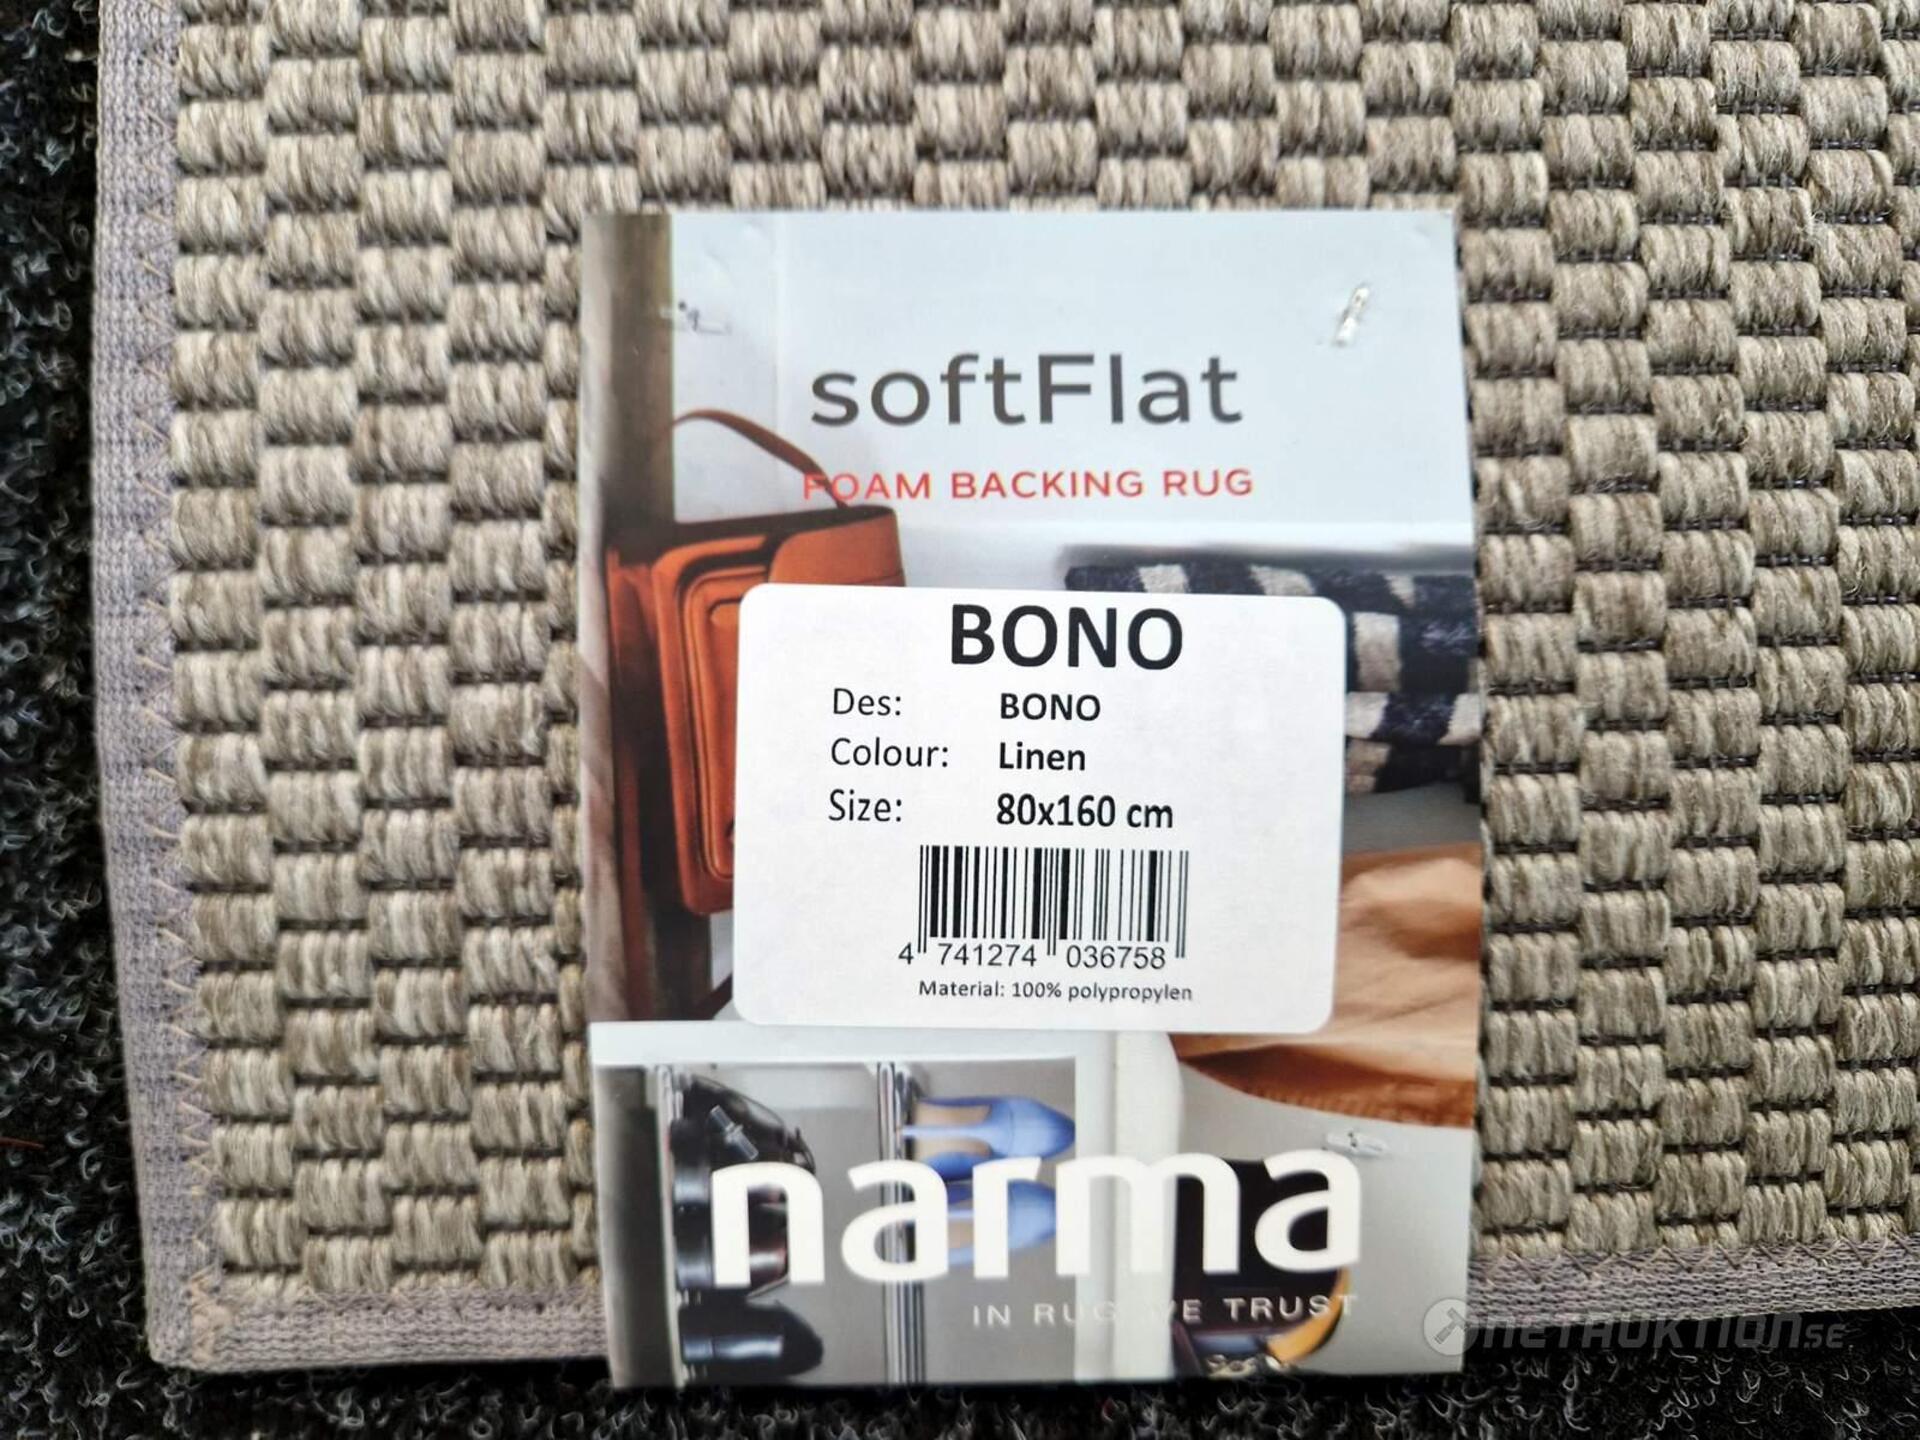 softFlat
FOAM BACKING RUG
BONO
Des: BONO
Colour: Linen
Size: 80x160 cm
4 741274 036758
Material: 100% polypropylen
narma
IN RUG WE TRUST
NETAUKTION.SE